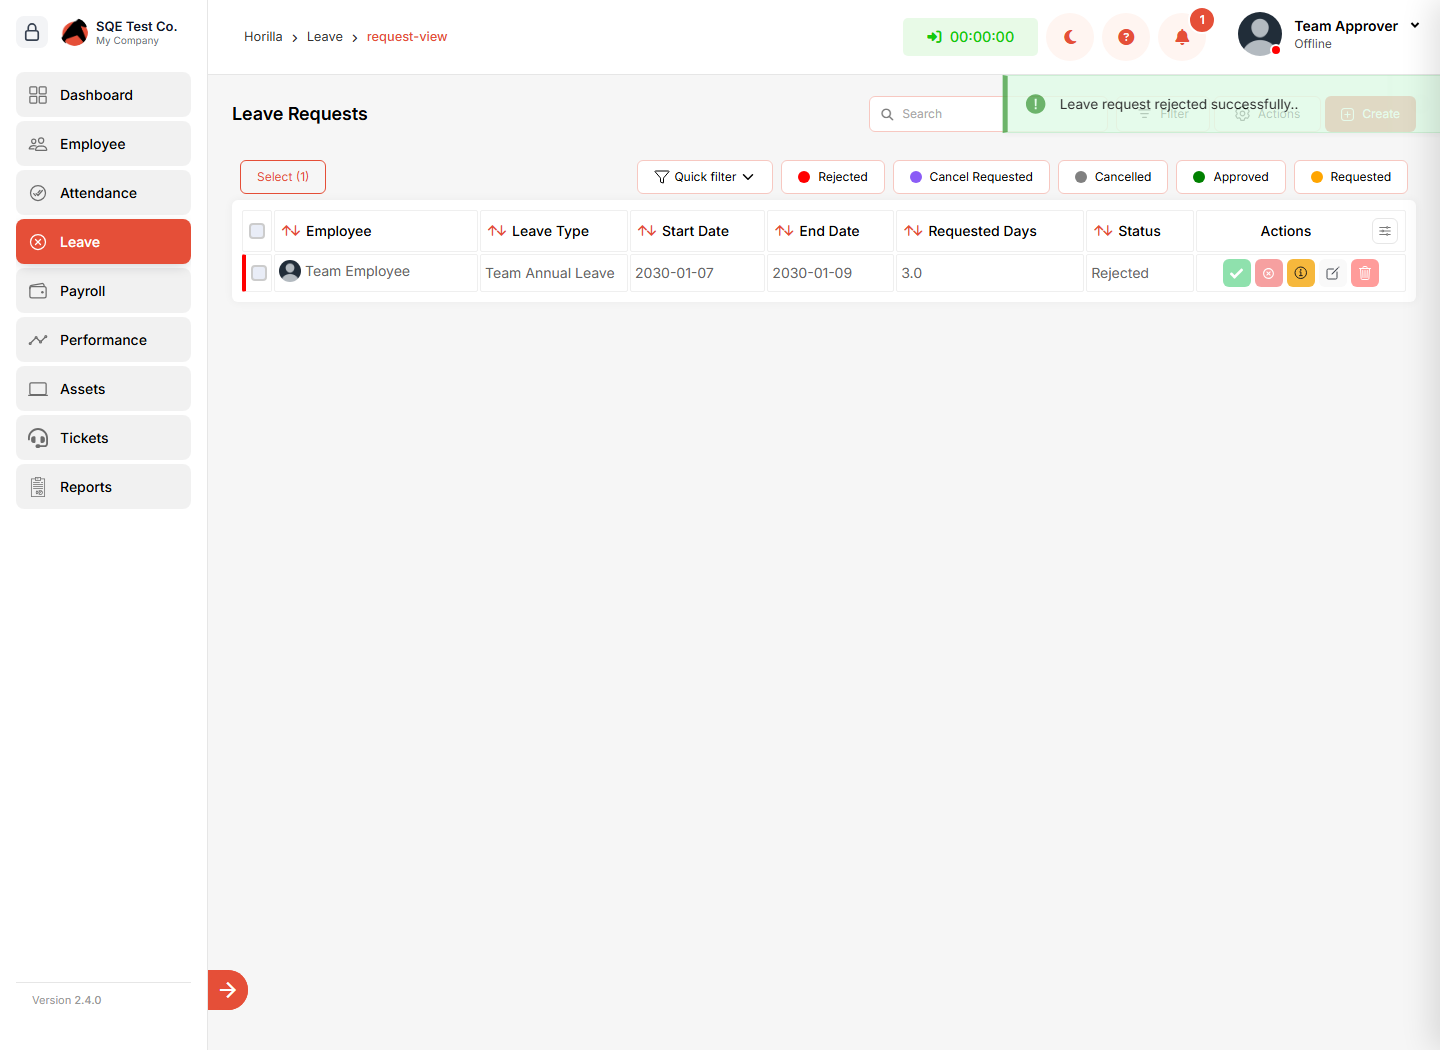 SQE Test Co.
My Company
Dashboard
Employee
Attendance
Leave
Payroll
Performance
Assets
Tickets
Reports
Version 2.4.0
Horilla > Leave > request-view
00:00:00
1
Team Approver
Offline
Leave Requests
Search
Filter
Actions
Create
Leave request rejected successfully..
Select (1)
Quick filter
Rejected
Cancel Requested
Cancelled
Approved
Requested
Employee Leave Type Start Date End Date Requested Days Status Actions
Team Employee Team Annual Leave 2030-01-07 2030-01-09 3.0 Rejected